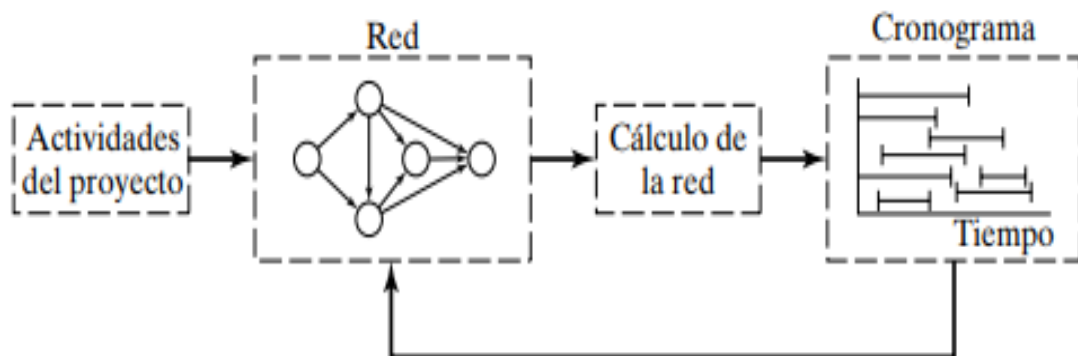 Red
Cronograma
Actividades
del proyecto
Cálculo de
la red
Tiempo